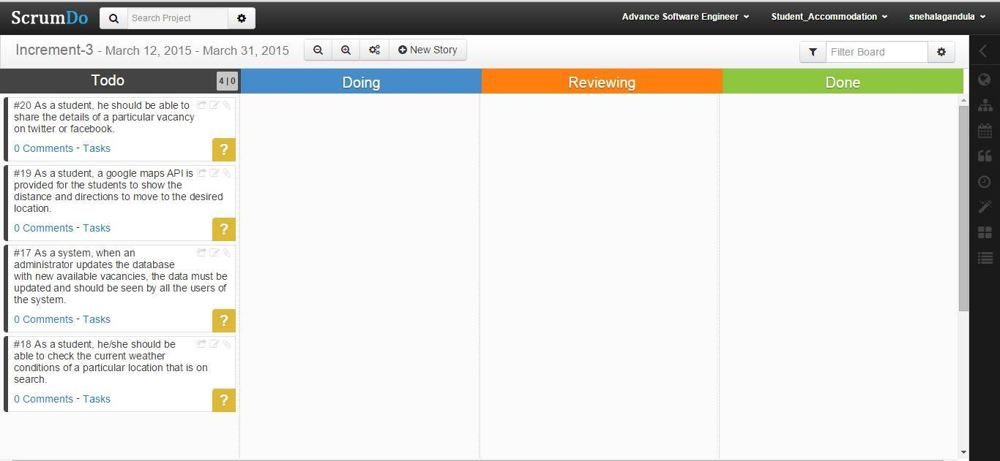 ScrumDo Search Project Advance Software Engineer Student_Accommodation snehalagandula
Increment-3 - March 12, 2015 - March 31, 2015 New Story Filter Board
Todo 4|0 Doing Reviewing Done
#20 As a student, he should be able to
share the details of a particular vacancy
on twitter or facebook.
0 Comments - Tasks ?
#19 As a student, a google maps API is
provided for the students to show the
distance and directions to move to the desired
location.
0 Comments - Tasks ?
#17 As a system, when an
administrator updates the database
with new available vacancies, the data must be
updated and should be seen by all the users of
the system.
0 Comments - Tasks ?
#18 As a student, he/she should be
able to check the current weather
conditions of a particular location that is on
search.
0 Comments - Tasks ?